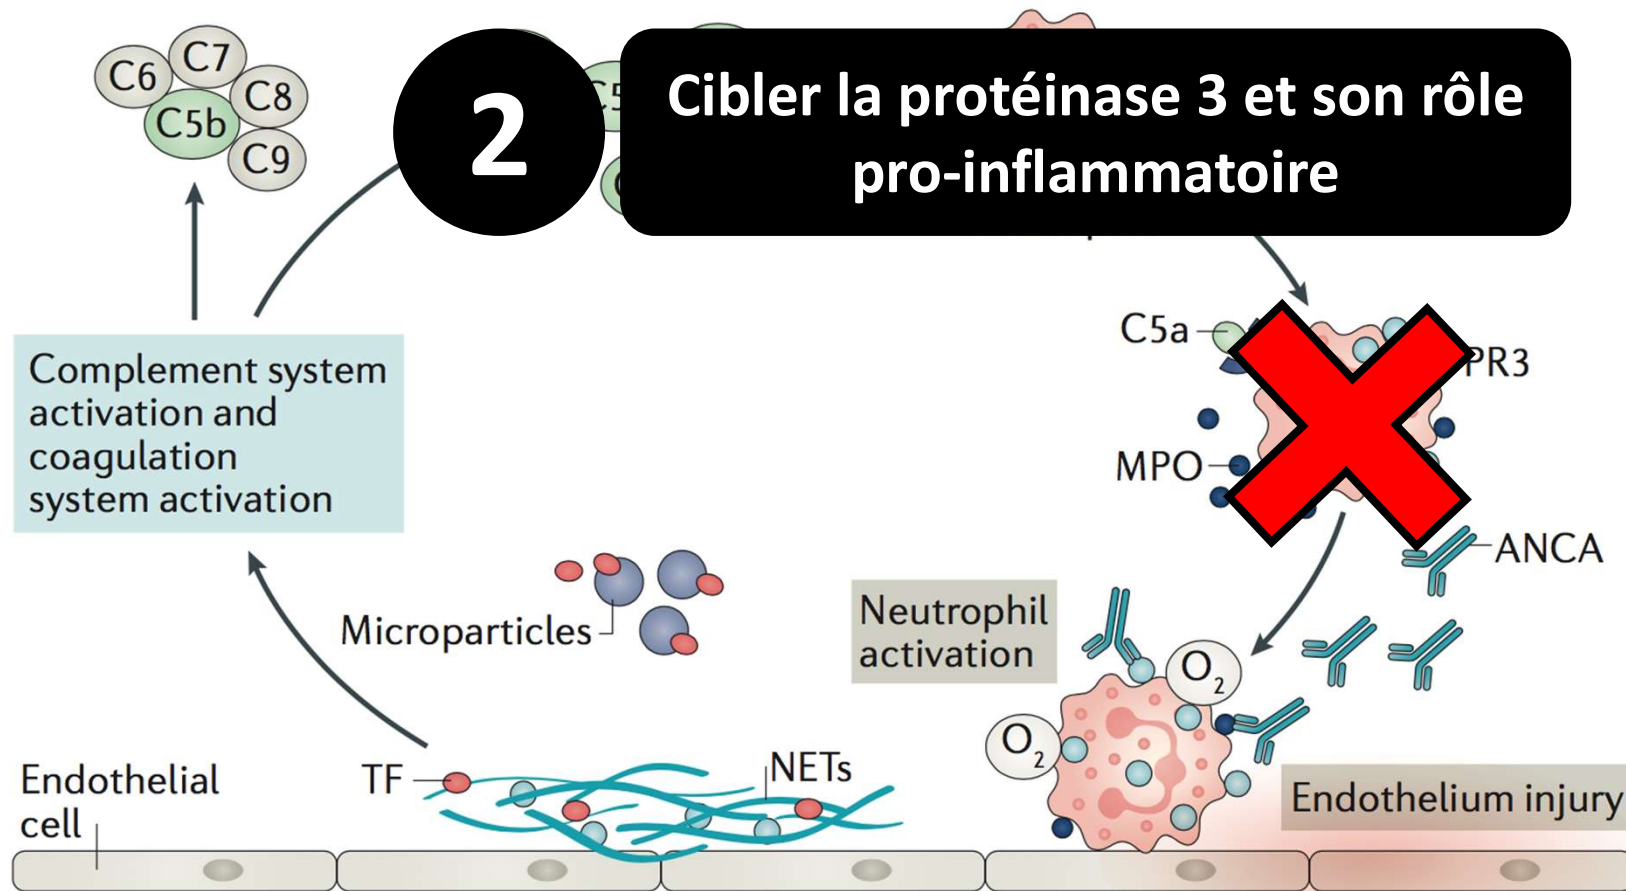 C6
C7
C8
C5b
C9
2
Cibler la protéinase 3 et son rôle
pro-inflammatoire
C5a
PR3
MPO
ANCA
Complement system
activation and
coagulation
system activation
Microparticles
Neutrophil
activation
O2
O2
TF
NETs
Endothelial
cell
Endothelium injury